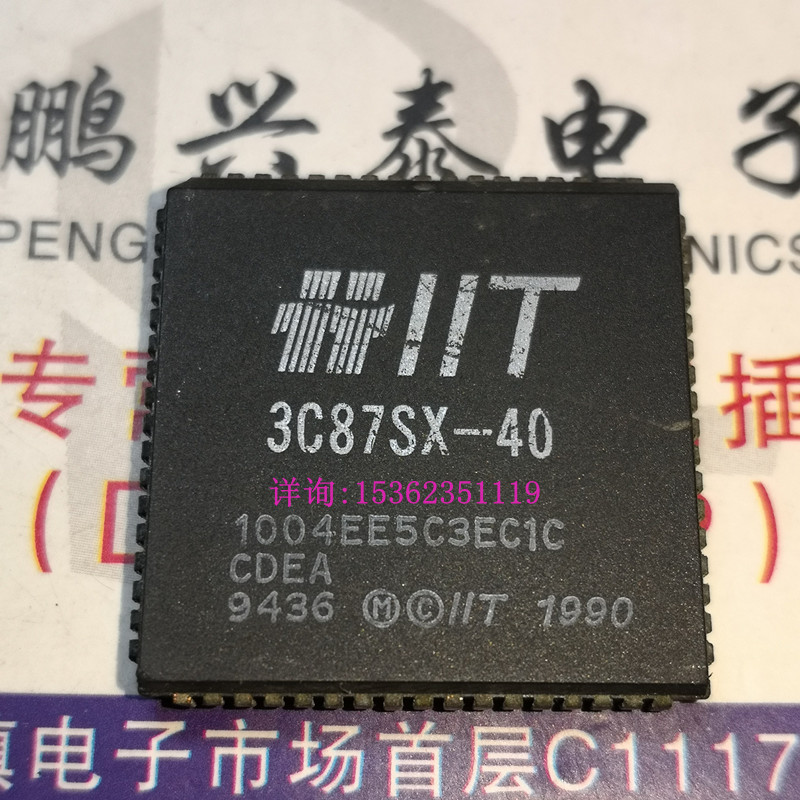 鹏兴泰电子
PENG
NICS
IIT
3C87SX-40
专
插
详询:15362351119
(D
P)
1004EE5C3EC1C
CDEA
9436 ⓂⒸIIT 1990
电子市场首层C1117